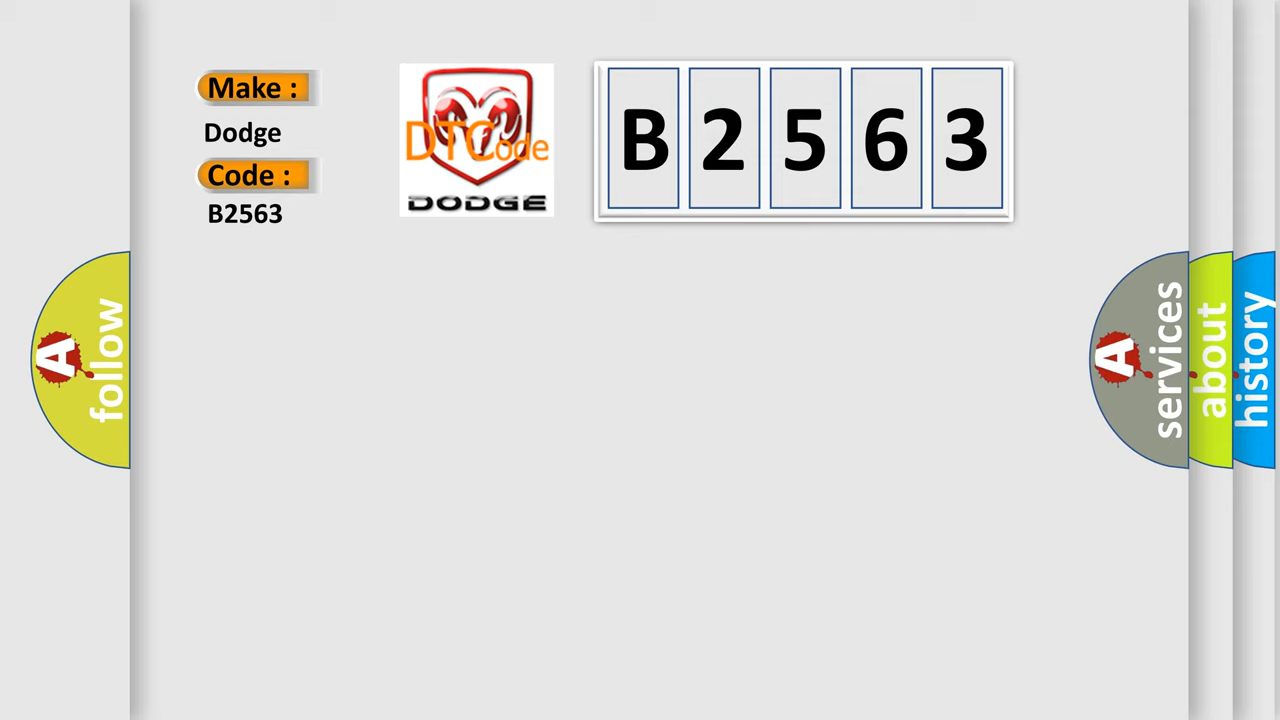 Make :
Dodge
Code :
B2563
DTCode
DODGE
B 2 5 6 3
A follow
A services
about
history